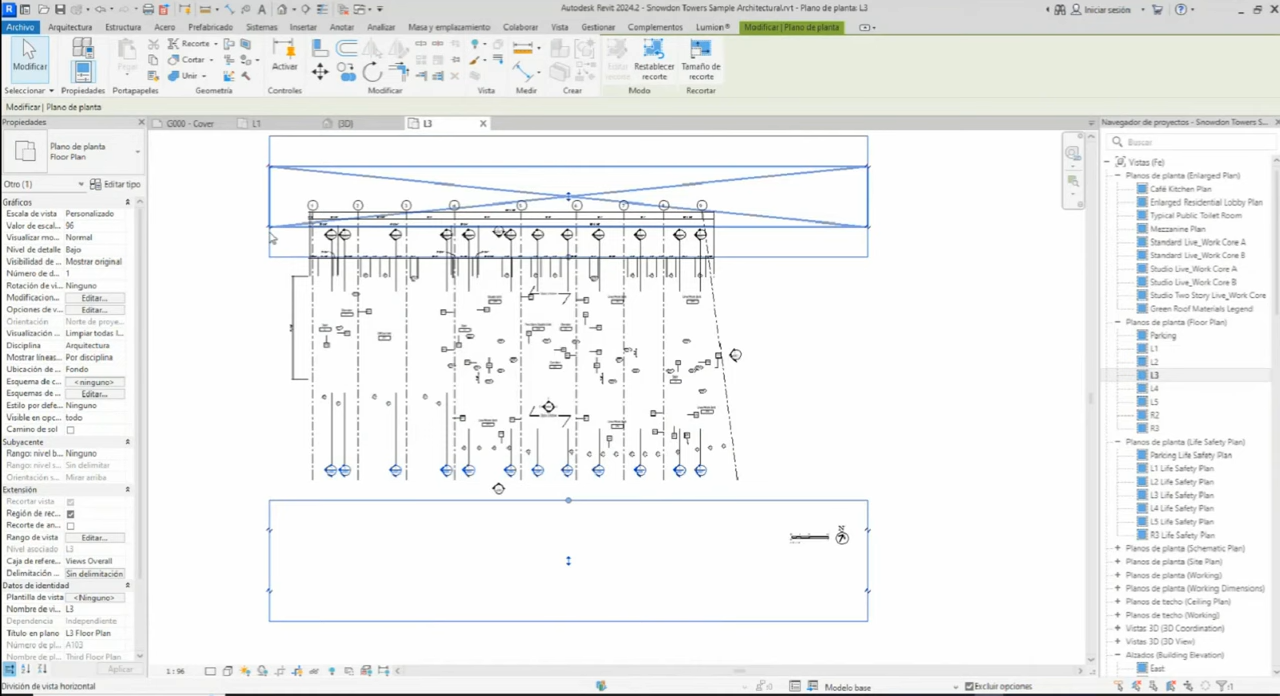 Autodesk Revit 2024.2 - Snowdon Towers Sample Architectural.rvt - Plano de planta: L3
Iniciar sesión
Archivo Arquitectura Estructura Acero Prefabricado Sistemas Insertar Anotar Analizar Masa y emplazamiento Colaborar Vista Gestionar Complementos Lumion® Modificar | Plano de planta
Modificar
Propiedades
Pegar
Recorte
Cortar
Unir
Activar
Editar recorte
Restablecer recorte
Tamaño de recorte
Seleccionar Propiedades Portapapeles Geometría Controles Modificar Vista Medir Crear Modo Recortar
Modificar | Plano de planta
Propiedades
G000 - Cover
L1
{3D}
L3
Plano de planta
Floor Plan
Otro (1)
Editar tipo
Gráficos
Escala de vista Personalizado
Valor de escal... 96
Visualizar mo... Normal
Nivel de detalle Bajo
Visibilidad de ... Mostrar original
Número de d... 1
Rotación de vi... Ninguno
Modificacion... Editar...
Opciones de v... Editar...
Orientación Norte de proye...
Visualización ... Limpiar todas l...
Disciplina Arquitectura
Mostrar líneas... Por disciplina
Ubicación de ... Fondo
Esquema de c... <ninguno>
Esquemas de ... Editar...
Estilo por defe... Ninguno
Visible en opc... todo
Camino de sol
Subyacente
Rango: nivel b... Ninguno
Rango: nivel s... Sin delimitar
Orientación s... Mirar arriba
Extensión
Recortar vista
Región de rec...
Recorte de an...
Rango de vista Editar...
Nivel asociado L3
Caja de refere... Views Overall
Delimitación ... Sin delimitación
Datos de identidad
Plantilla de vista <Ninguno>
Nombre de vi... L3
Dependencia Independiente
Título en plano L3 Floor Plan
Número de pl... A103
Nombre de pl... Third Floor Plan
Aplicar
Navegador de proyectos - Snowdon Towers S...
Buscar
Vistas (Fe)
Planos de planta (Enlarged Plan)
Café Kitchen Plan
Enlarged Residential Lobby Plan
Typical Public Toilet Room
Mezzanine Plan
Standard Live_Work Core A
Standard Live_Work Core B
Studio Live_Work Core A
Studio Live_Work Core B
Studio Two Story Live_Work Core
Green Roof Materials Legend
Planos de planta (Floor Plan)
Parking
L1
L2
L3
L4
L5
R2
R3
Planos de planta (Life Safety Plan)
Parking Life Safety Plan
L1 Life Safety Plan
L2 Life Safety Plan
L3 Life Safety Plan
L4 Life Safety Plan
L5 Life Safety Plan
R3 Life Safety Plan
Planos de planta (Schematic Plan)
Planos de planta (Site Plan)
Planos de planta (Working)
Planos de planta (Working Dimensions)
Planos de techo (Ceiling Plan)
Planos de techo (Working)
Vistas 3D (3D Coordination)
Vistas 3D (3D View)
Alzados (Building Elevation)
East
1 : 96
División de vista horizontal
Modelo base
Excluir opciones